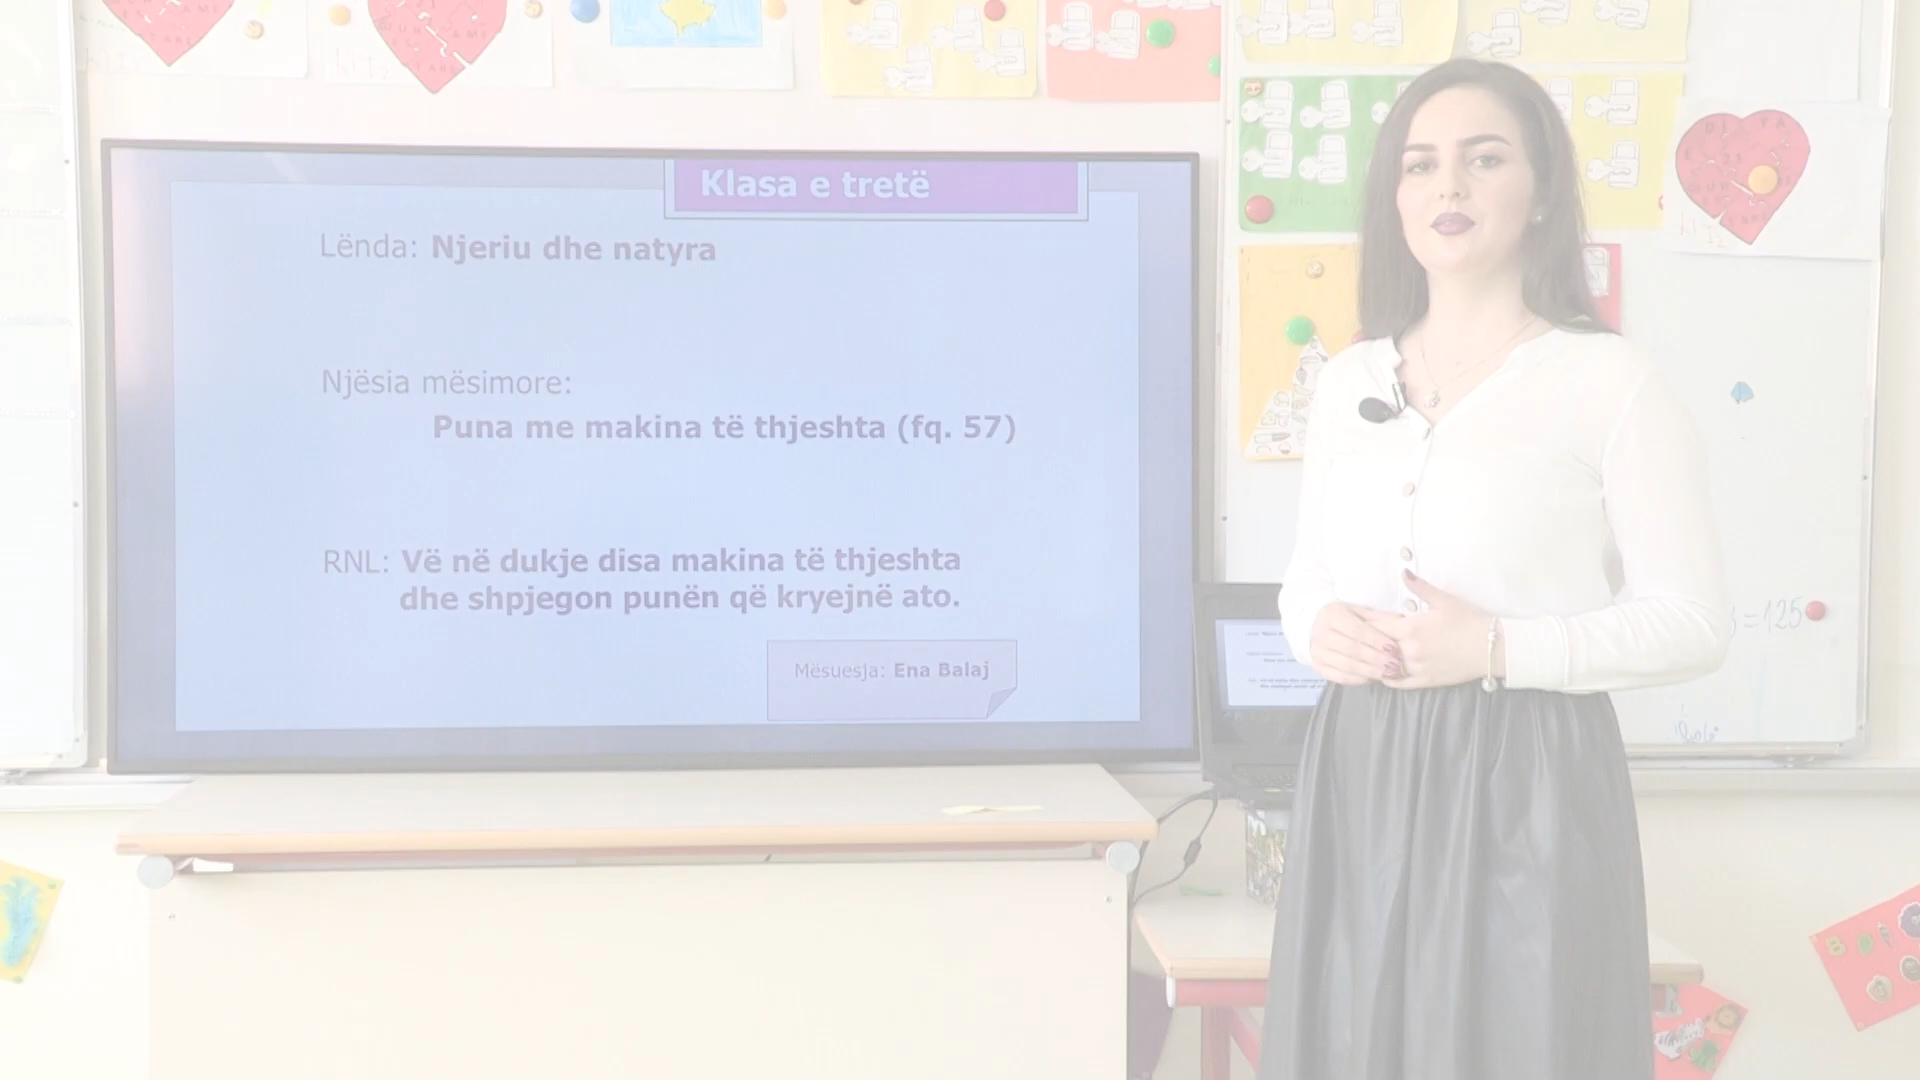 Klasa e tretë
Lënda: Njeriu dhe natyra
Njësia mësimore:
Puna me makina të thjeshta (fq. 57)
RNL: Vë në dukje disa makina të thjeshta
dhe shpjegon punën që kryejnë ato.
Mësuesja: Ena Balaj
=125